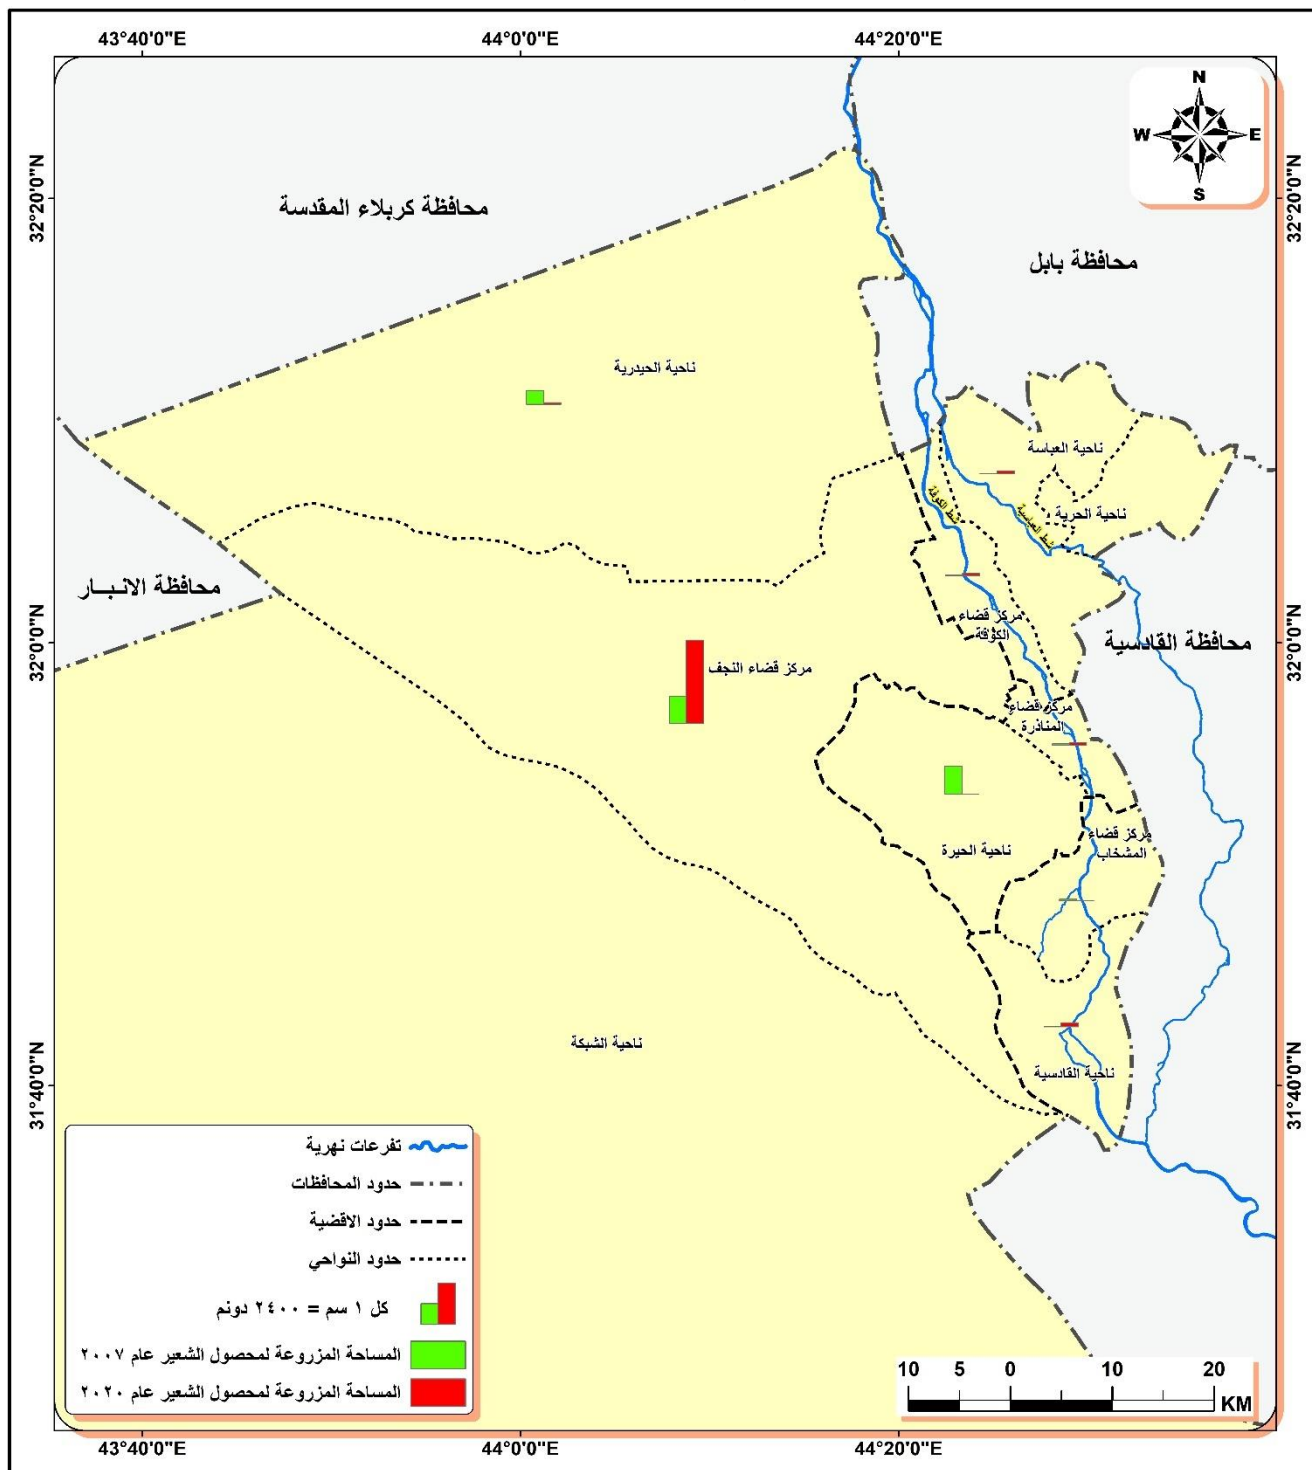 43°40'0"E 44°0'0"E 44°20'0"E
N
W E
S
32°20'0"N 32°20'0"N
محافظة كربلاء المقدسة
محافظة بابل
ناحية الحيدرية
ناحية العباسة
ناحية الحرية
شط الكوفة
شط العباسية
محافظة الانبار
مركز قضاء
الكوفة
32°0'0"N 32°0'0"N
محافظة القادسية
مركز قضاء النجف
مركز قضاء
المناذرة
مركز قضاء
المشخاب
ناحية الحيرة
ناحية الشبكة
ناحية القادسية
31°40'0"N 31°40'0"N
تفرعات نهرية
حدود المحافظات
حدود الاقضية
حدود النواحي
كل ١ سم = ٢٤٠٠ دونم
المساحة المزروعة لمحصول الشعير عام ٢٠٠٧
المساحة المزروعة لمحصول الشعير عام ٢٠٢٠
10 5 0 10 20
KM
43°40'0"E 44°0'0"E 44°20'0"E